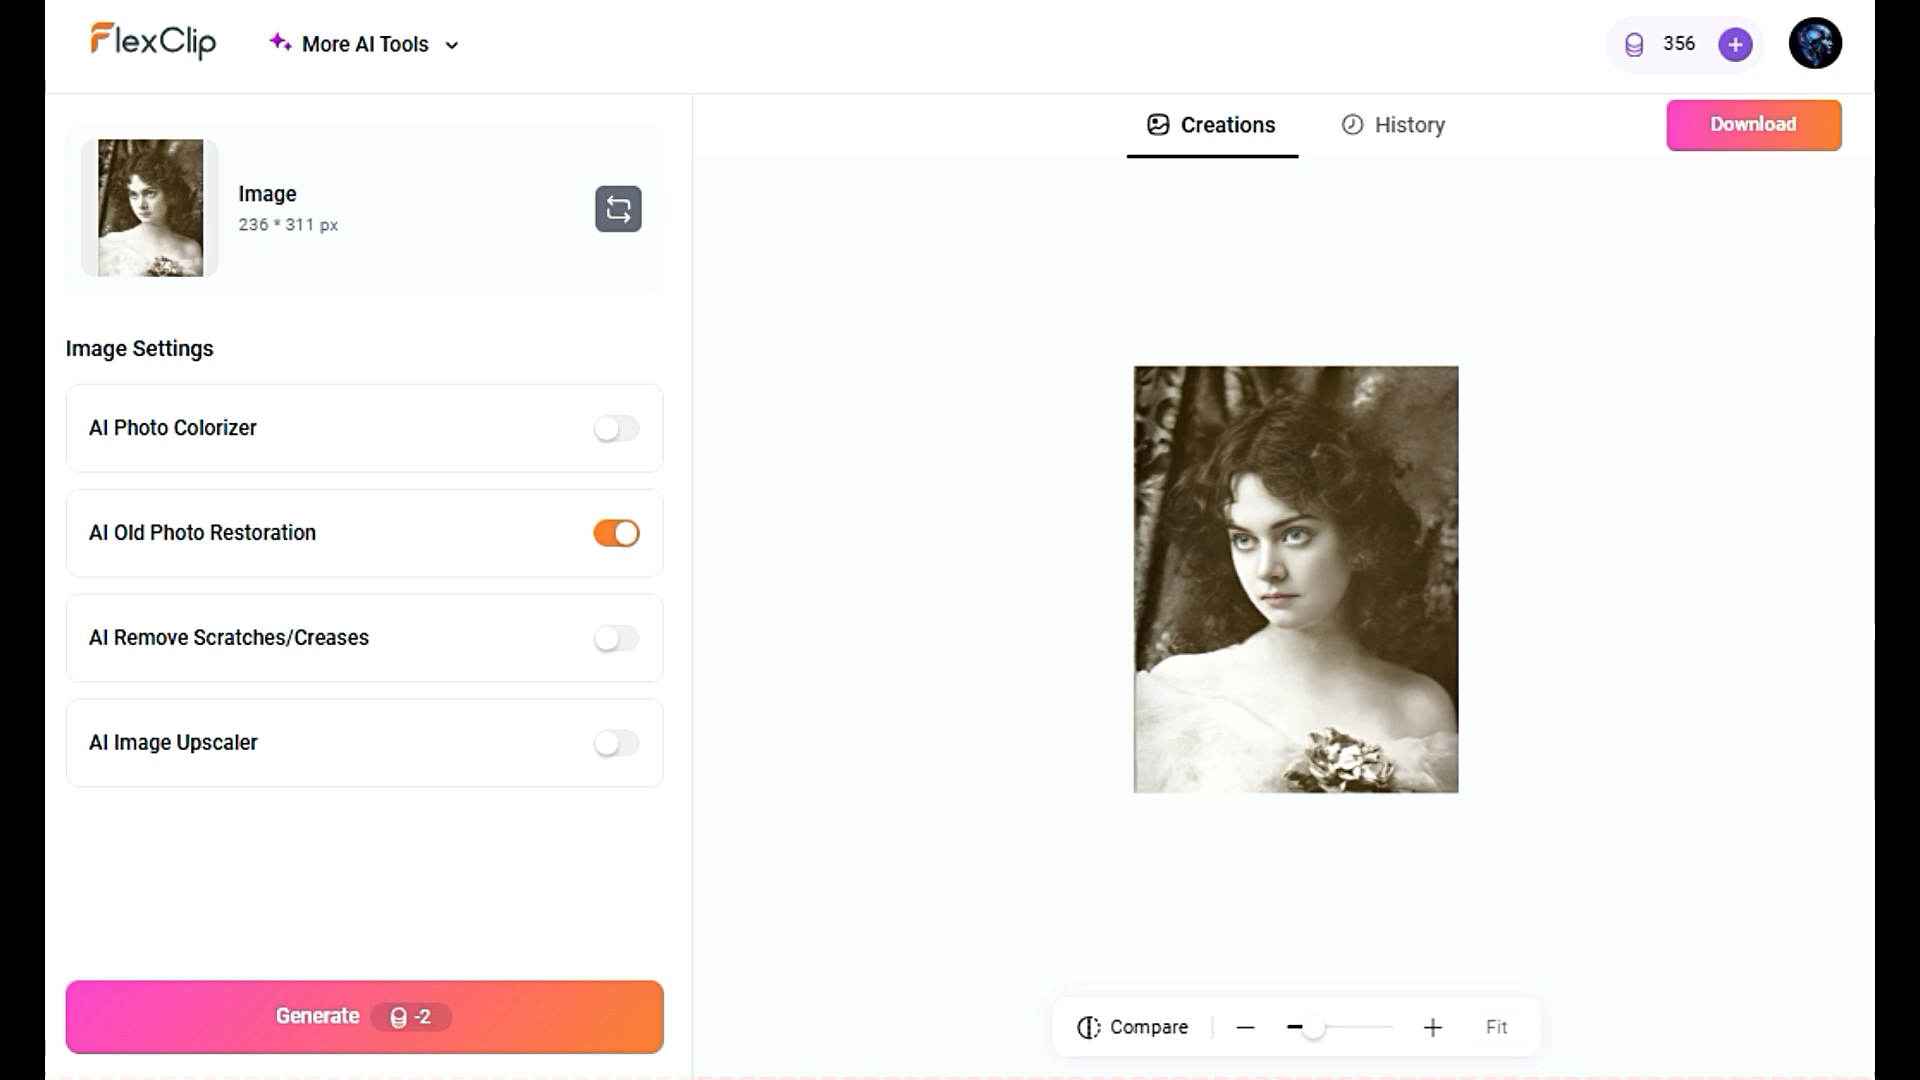 FlexClip
More AI Tools
356
Image
236 * 311 px
Creations
History
Download
Image Settings
AI Photo Colorizer
AI Old Photo Restoration
AI Remove Scratches/Creases
AI Image Upscaler
Generate -2
Compare
Fit